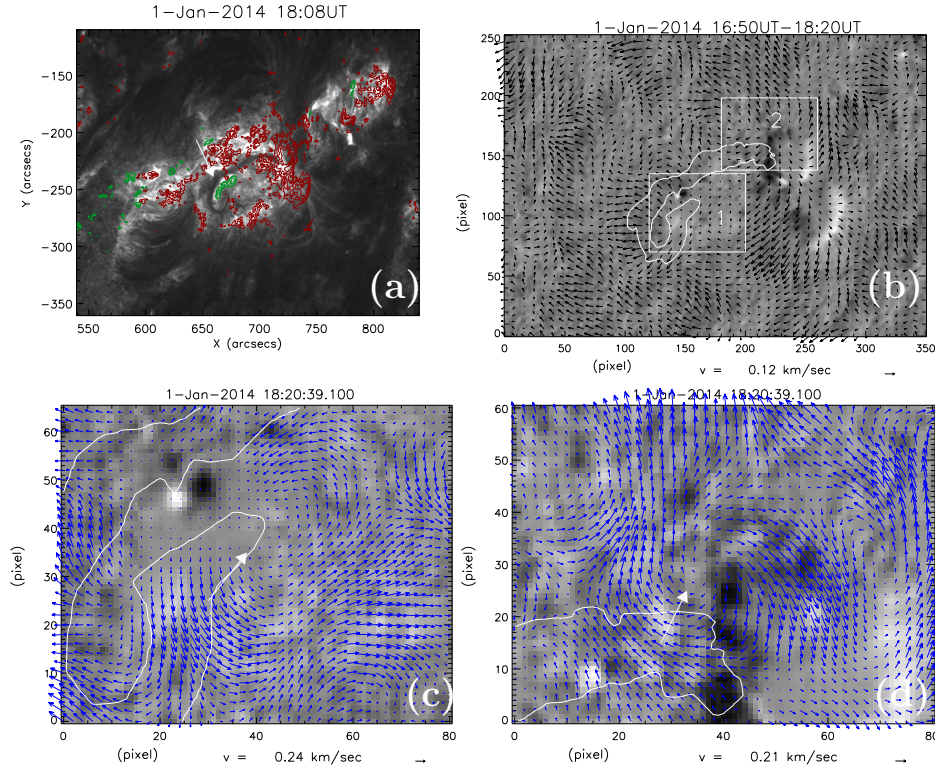 1-Jan-2014 18:08UT
-150
-200
-250
-300
-350
Y (arcsecs)
540 600 650 700 750 800
X (arcsecs)
(a)
1-Jan-2014 16:50UT-18:20UT
250
200
150
100
50
0
(pixel)
0 50 100 150 200 250 300 350
(pixel)
v = 0.12 km/sec
1
2
(b)
1-Jan-2014 18:20:39.100
60
50
40
30
20
10
0
(pixel)
0 20 40 60 80
(pixel)
v = 0.24 km/sec
(c)
1-Jan-2014 18:20:39.100
60
50
40
30
20
10
0
(pixel)
0 20 40 60 80
(pixel)
v = 0.21 km/sec
(d)